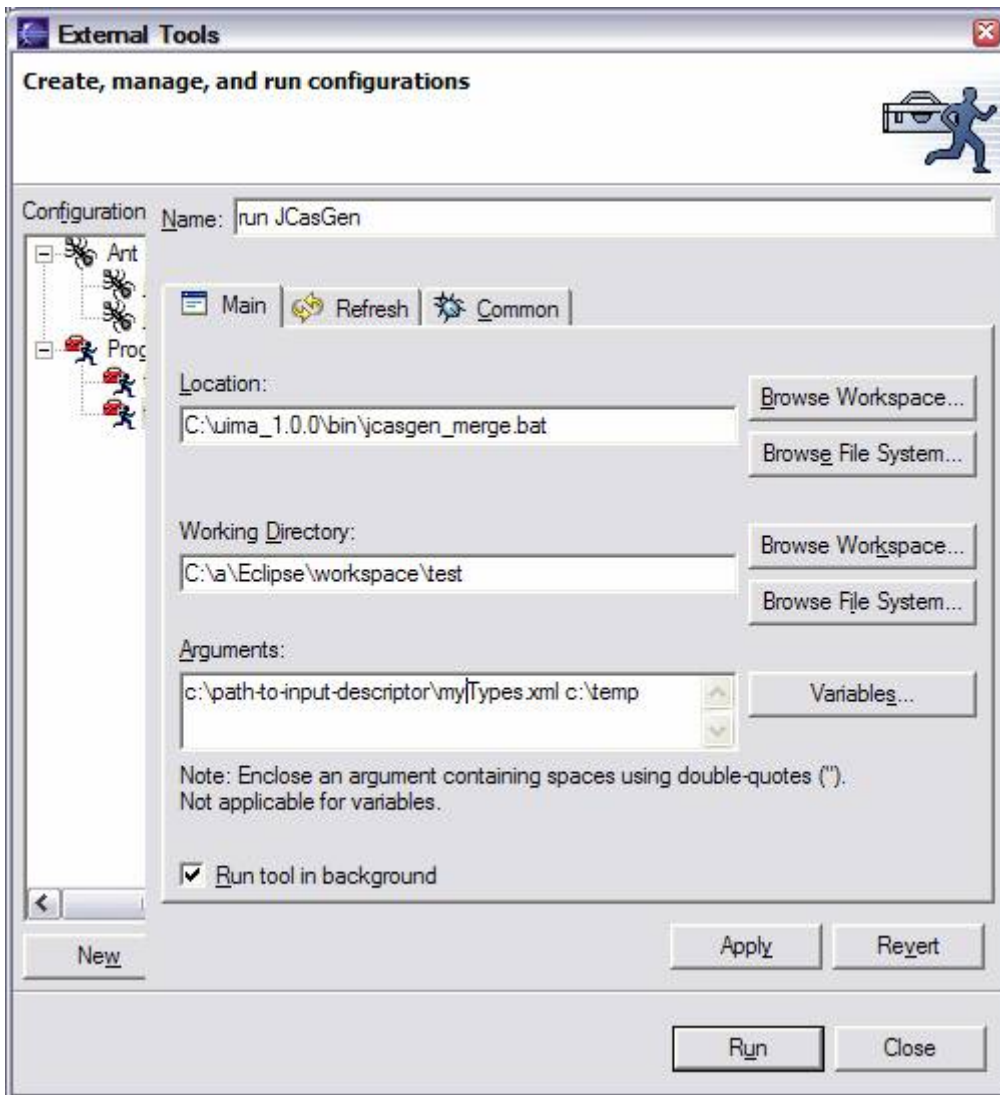 External Tools
Create, manage, and run configurations
Configuration
Name: run JCasGen
Ant
Prog
Main Refresh Common
Location:
C:\uima_1.0.0\bin\jcasgen_merge.bat
Browse Workspace...
Browse File System...
Working Directory:
C:\a\Eclipse\workspace\test
Browse Workspace...
Browse File System...
Arguments:
c:\path-to-input-descriptor\myTypes.xml c:\temp
Variables...
Note: Enclose an argument containing spaces using double-quotes (").
Not applicable for variables.
Run tool in background
New
Apply Revert
Run Close